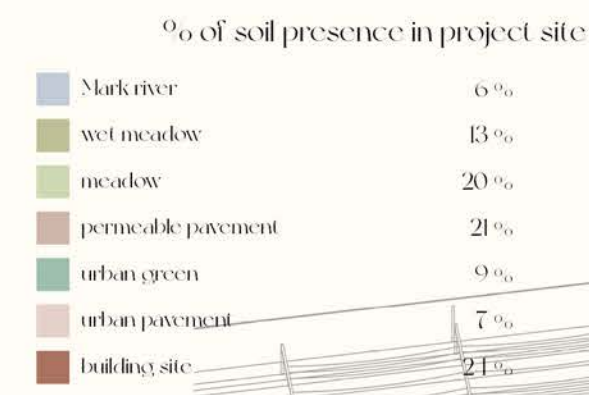 % of soil presence in project site
Mark river 6 %
wet meadow 13 %
meadow 20 %
permeable pavement 21 %
urban green 9 %
urban pavement 7 %
building site 24 %